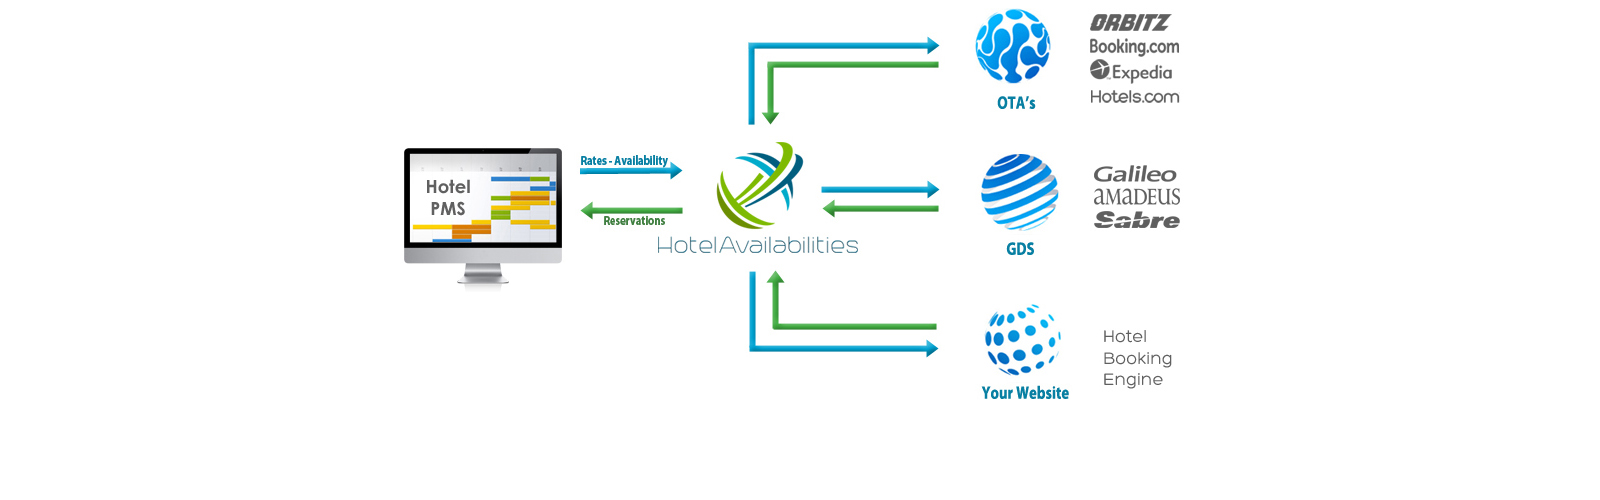 Hotel
PMS
Rates - Availability
Reservations
HotelAvailabilities
OTA's
ORBITZ
Booking.com
Expedia
Hotels.com
GDS
Galileo
AMADEUS
Sabre
Your Website
Hotel
Booking
Engine